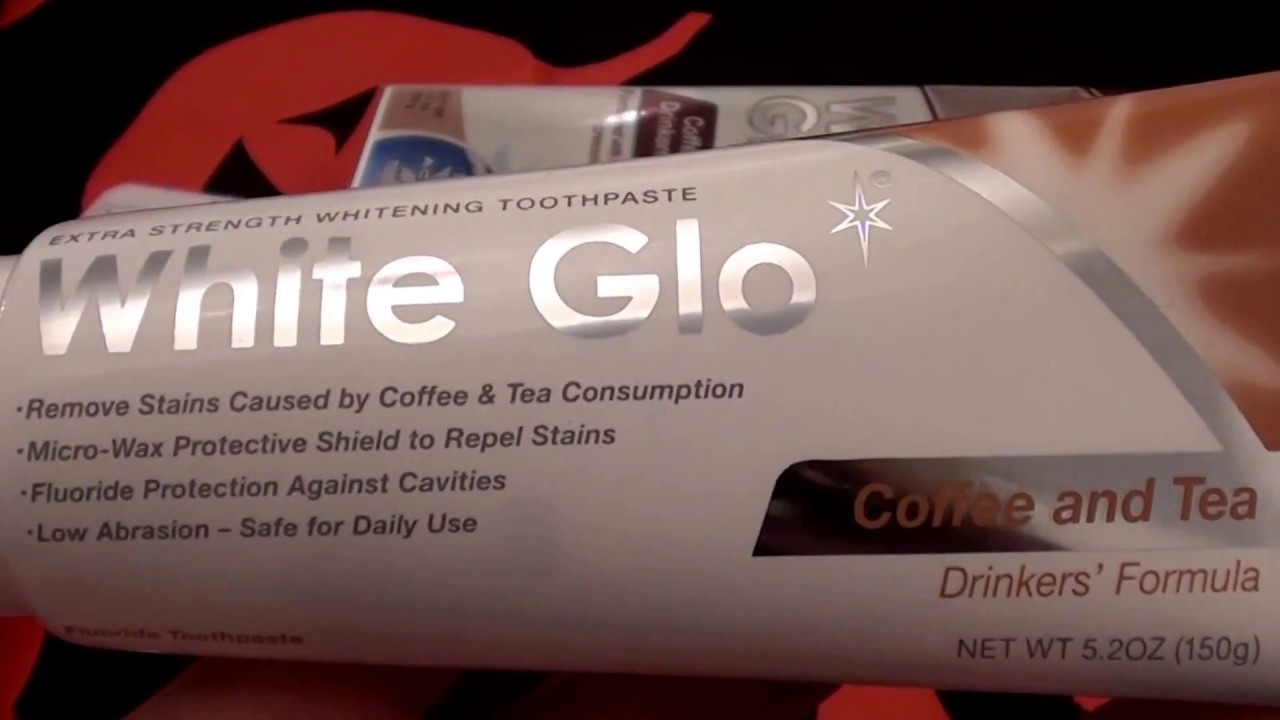 EXTRA STRENGTH WHITENING TOOTHPASTE
White Glo
®
·Remove Stains Caused by Coffee & Tea Consumption
·Micro-Wax Protective Shield to Repel Stains
·Fluoride Protection Against Cavities
·Low Abrasion – Safe for Daily Use
Coffee and Tea
Drinkers' Formula
Fluoride Toothpaste
NET WT 5.2OZ (150g)